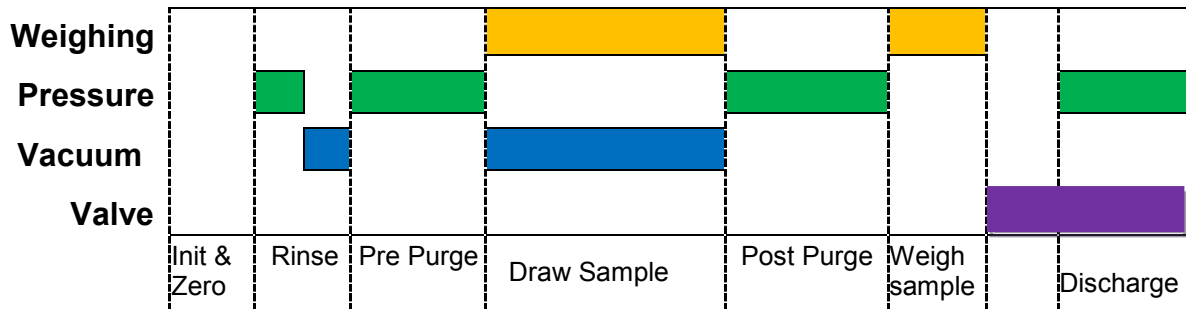 Weighing
Pressure
Vacuum
Valve
Init &
Zero
Rinse
Pre Purge
Draw Sample
Post Purge
Weigh
sample
Discharge